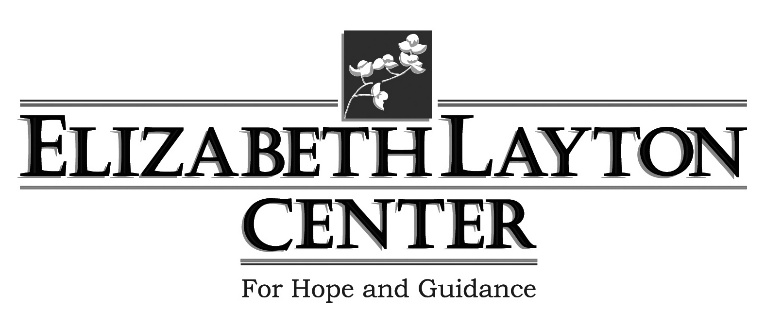 ELIZABETH LAYTON
CENTER
For Hope and Guidance